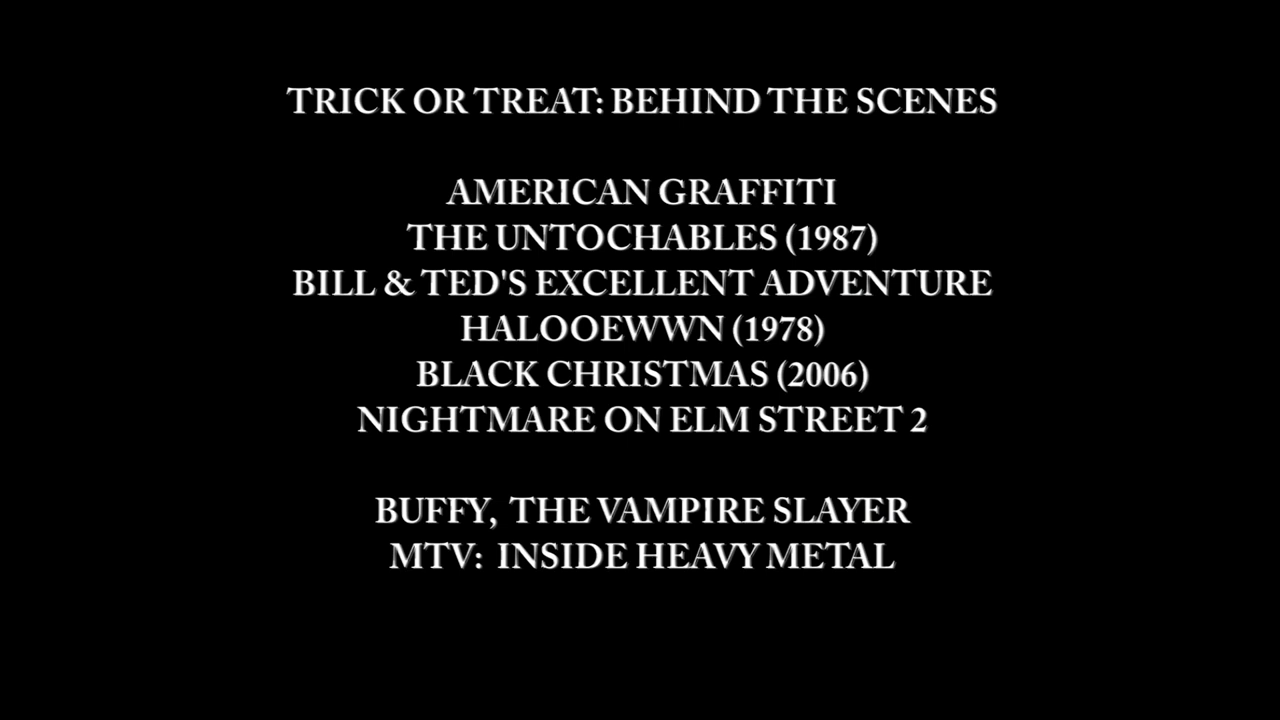 TRICK OR TREAT: BEHIND THE SCENES
AMERICAN GRAFFITI
THE UNTOCHABLES (1987)
BILL & TED'S EXCELLENT ADVENTURE
HALOOEWWN (1978)
BLACK CHRISTMAS (2006)
NIGHTMARE ON ELM STREET 2
BUFFY, THE VAMPIRE SLAYER
MTV: INSIDE HEAVY METAL